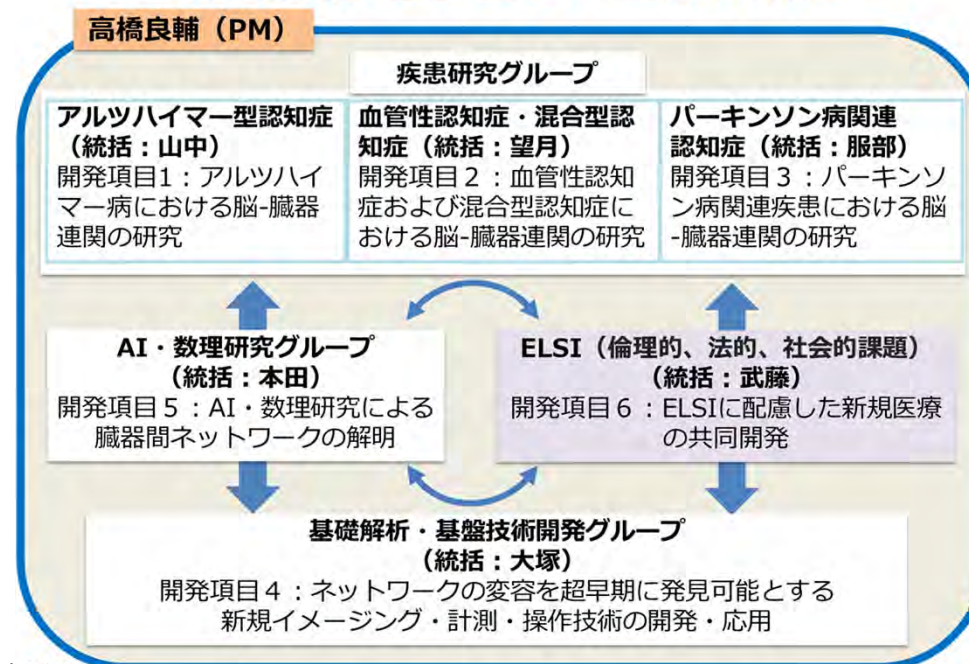 高橋良輔（PM）
疾患研究グループ
アルツハイマー型認知症
（統括：山中）
開発項目1：アルツハイ
マー病における脳-臓器
連関の研究
血管性認知症・混合型認
知症（統括：望月）
開発項目２：血管性認知
症および混合型認知症に
おける脳-臓器連関の研究
パーキンソン病関連
認知症（統括：服部）
開発項目３：パーキンソ
ン病関連疾患における脳
-臓器連関の研究
AI・数理研究グループ
（統括：本田）
開発項目５：AI・数理研究による
臓器間ネットワークの解明
ELSI（倫理的、法的、社会的課題）
（統括：武藤）
開発項目６：ELSIに配慮した新規医療
の共同開発
基礎解析・基盤技術開発グループ
（統括：大塚）
開発項目４：ネットワークの変容を超早期に発見可能とする
新規イメージング・計測・操作技術の開発・応用